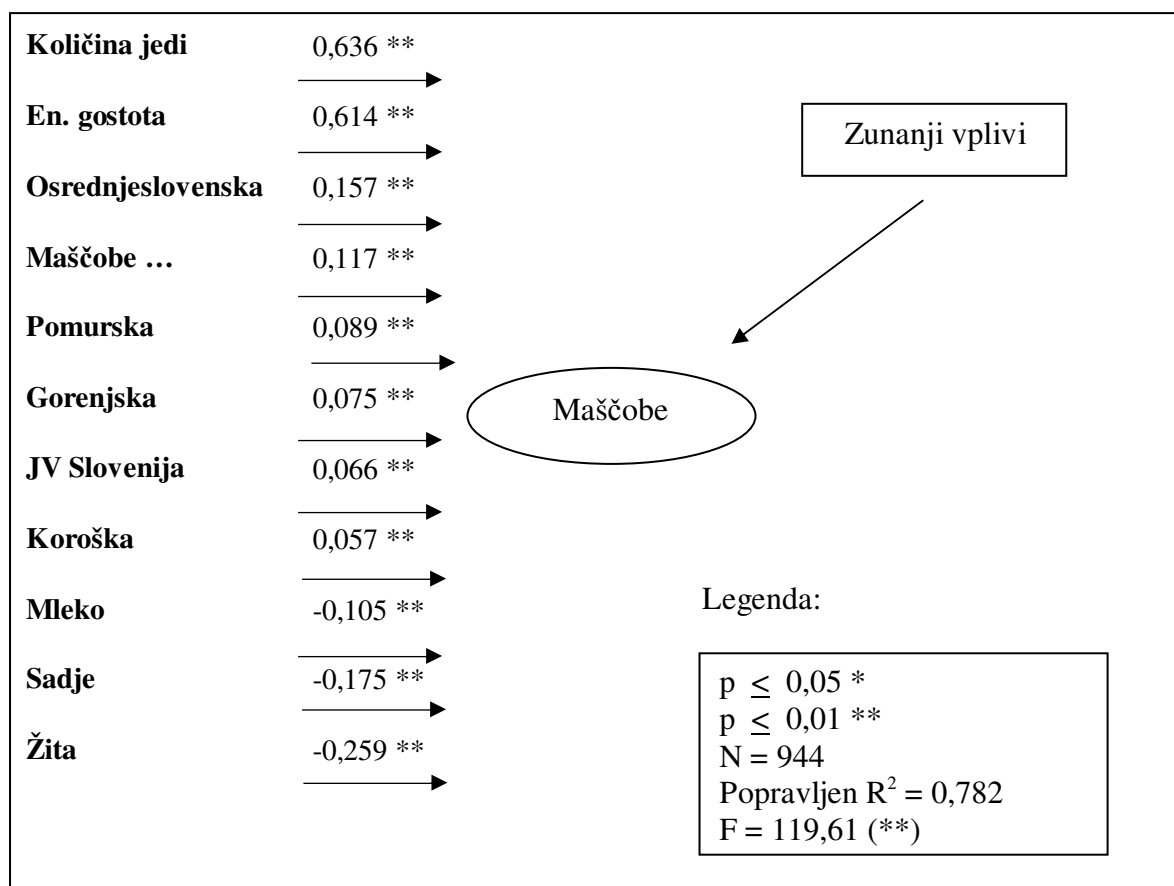 Količina jedi 0,636 **
En. gostota 0,614 **
Zunanji vplivi
Osrednjeslovenska 0,157 **
Maščobe … 0,117 **
Pomurska 0,089 **
Gorenjska 0,075 **
Maščobe
JV Slovenija 0,066 **
Koroška 0,057 **
Mleko -0,105 **
Sadje -0,175 **
Žita -0,259 **
Legenda:
p ≤ 0,05 *
p ≤ 0,01 **
N = 944
Popravljen R² = 0,782
F = 119,61 (**)